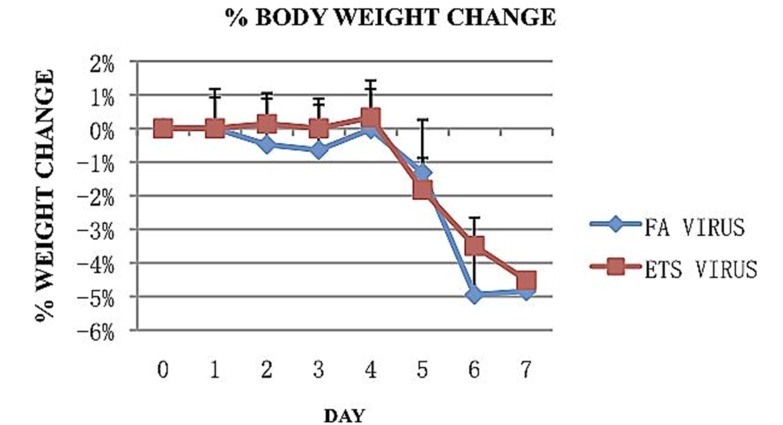 % BODY WEIGHT CHANGE
% WEIGHT CHANGE
2%
1%
0%
-1%
-2%
-3%
-4%
-5%
-6%
0 1 2 3 4 5 6 7
DAY
FA VIRUS
ETS VIRUS